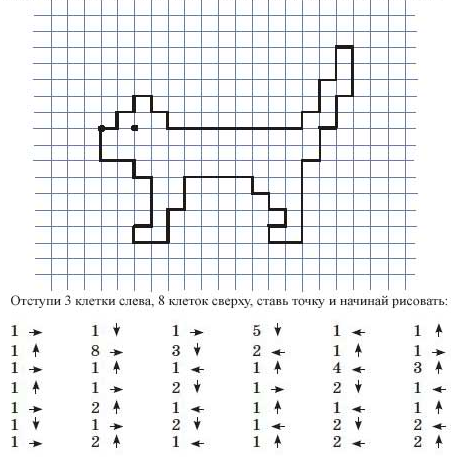 Отступи 3 клетки слева, 8 клеток сверху, ставь точку и начинай рисовать:
1 → 1 ↓ 1 → 5 ↓ 1 ← 1 ↑
1 ↑ 8 → 3 ↓ 2 ← 1 ↑ 1 →
1 → 1 ↑ 1 ← 1 ↑ 4 ← 3 ↑
1 ↑ 1 → 2 ↓ 1 → 2 ↓ 1 ←
1 → 2 ↑ 1 ← 1 ↑ 1 ← 2 ↑
1 ↓ 1 → 2 ↓ 1 ← 2 ↓ 2 ←
1 → 2 ↑ 1 ← 1 ↑ 2 ← 2 ↑